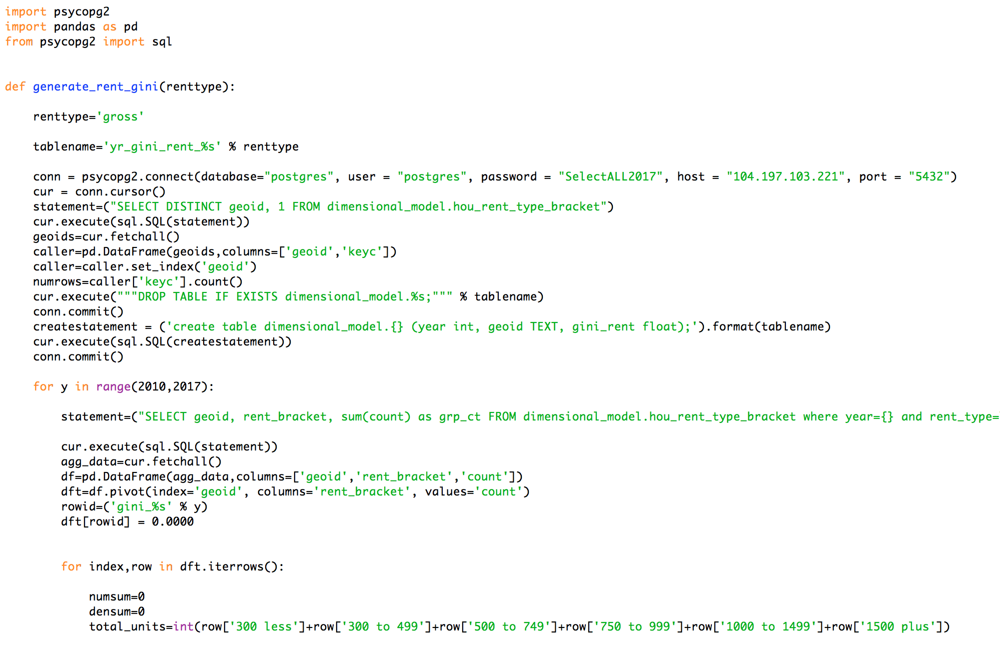 import psycopg2
import pandas as pd
from psycopg2 import sql
def generate_rent_gini(renttype):
renttype='gross'
tablename='yr_gini_rent_%s' % renttype
conn = psycopg2.connect(database="postgres", user = "postgres", password = "SelectALL2017", host = "104.197.103.221", port = "5432")
cur = conn.cursor()
statement=("SELECT DISTINCT geoid, 1 FROM dimensional_model.hou_rent_type_bracket")
cur.execute(sql.SQL(statement))
geoids=cur.fetchall()
caller=pd.DataFrame(geoids,columns=['geoid','keyc'])
caller=caller.set_index('geoid')
numrows=caller['keyc'].count()
cur.execute("""DROP TABLE IF EXISTS dimensional_model.%s;""" % tablename)
conn.commit()
createstatement = ('create table dimensional_model.{} (year int, geoid TEXT, gini_rent float);').format(tablename)
cur.execute(sql.SQL(createstatement))
conn.commit()
for y in range(2010,2017):
statement=("SELECT geoid, rent_bracket, sum(count) as grp_ct FROM dimensional_model.hou_rent_type_bracket where year={} and rent_type=
cur.execute(sql.SQL(statement))
agg_data=cur.fetchall()
df=pd.DataFrame(agg_data,columns=['geoid','rent_bracket','count'])
dft=df.pivot(index='geoid', columns='rent_bracket', values='count')
rowid=('gini_%s' % y)
dft[rowid] = 0.0000
for index,row in dft.iterrows():
numsum=0
densum=0
total_units=int(row['300 less']+row['300 to 499']+row['500 to 749']+row['750 to 999']+row['1000 to 1499']+row['1500 plus'])